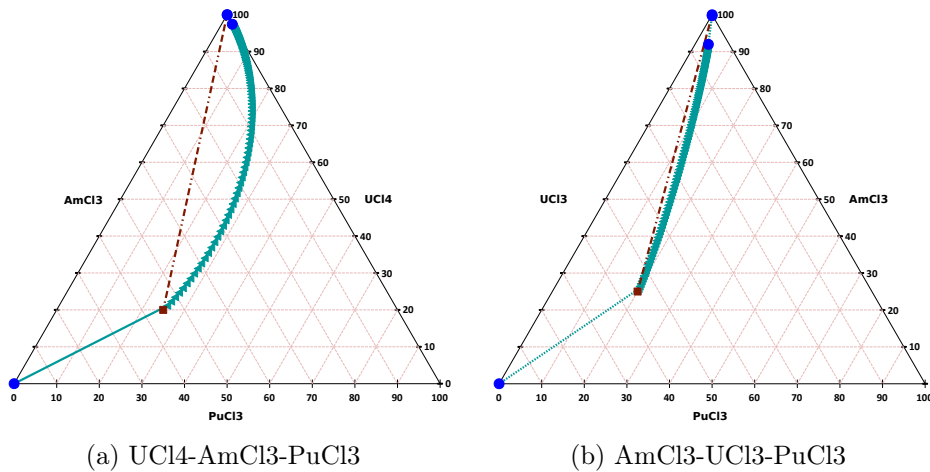 100 100
90 90
80 80
70 70
60 60
AmCl3 UCl4 UCl3 AmCl3
50 50
40 40
30 30
20 20
10 10
0 0
0 10 20 30 40 50 60 70 80 90 100 0 10 20 30 40 50 60 70 80 90 100
PuCl3 PuCl3
(a) UCl4-AmCl3-PuCl3 (b) AmCl3-UCl3-PuCl3